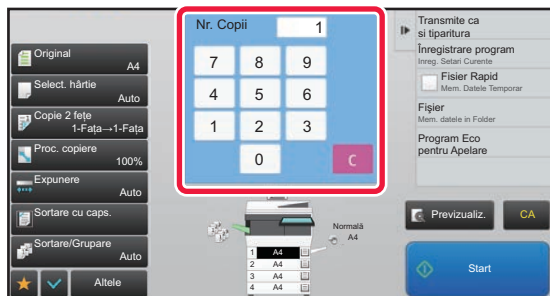 Original
A4
Select. hârtie
Auto
Copie 2 fețe
1-Fața→1-Fața
Proc. copiere
100%
Expunere
Auto
Sortare cu caps.
Sortare/Grupare
Auto
Altele
Nr. Copii 1
7 8 9
4 5 6
1 2 3
0 C
Normală
A4
1 A4
2 A4
3 A4
4 A4
Transmite ca
si tiparitura
Înregistrare program
Inreg. Setari Curente
Fisier Rapid
Mem. Datele Temporar
Fişier
Mem. datele in Folder
Program Eco
pentru Apelare
Previzualiz. CA
Start